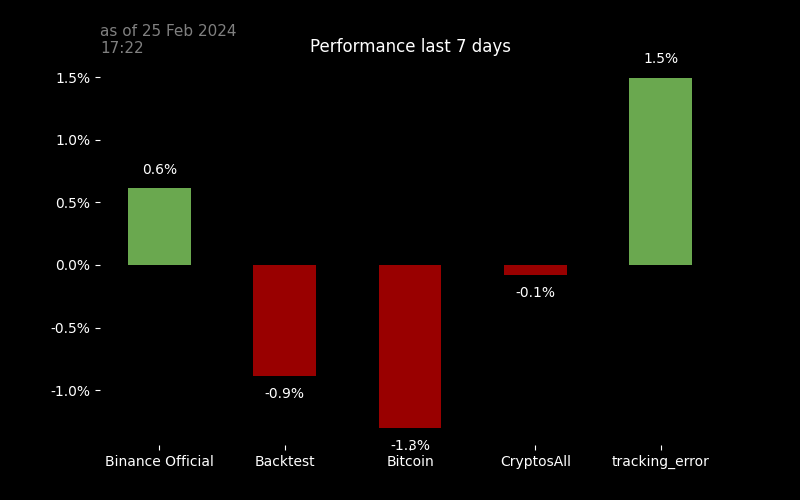 as of 25 Feb 2024
17:22
Performance last 7 days
1.5%
1.5%
1.0%
0.6%
0.5%
0.0%
-0.1%
-0.5%
-0.9%
-1.0%
-1.3%
Binance Official
Backtest
Bitcoin
CryptosAll
tracking_error